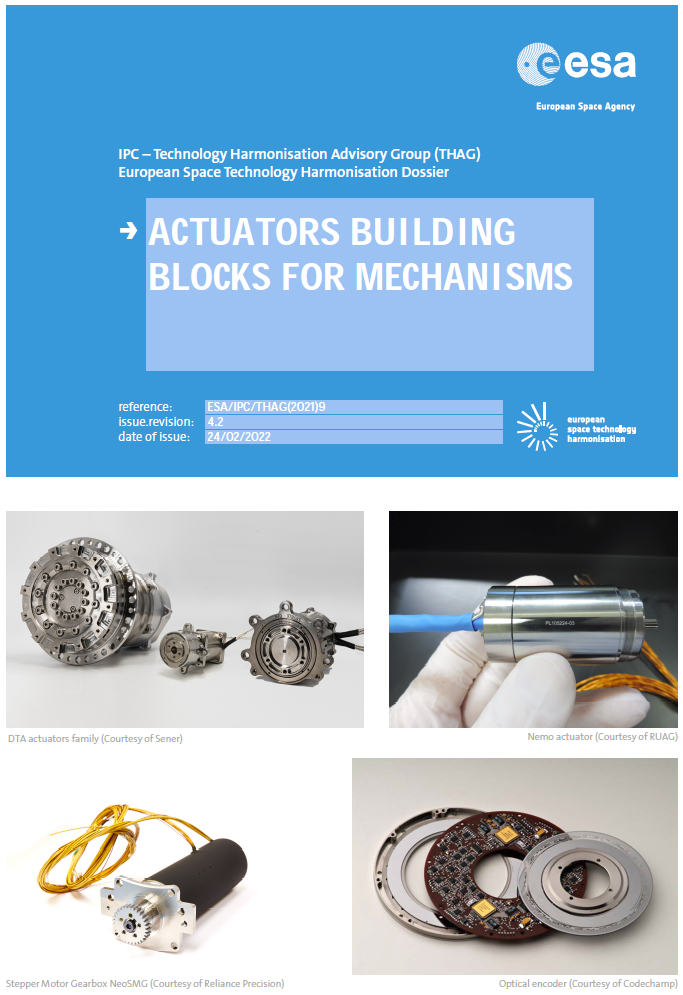 esa
European Space Agency
IPC – Technology Harmonisation Advisory Group (THAG)
European Space Technology Harmonisation Dossier
ACTUATORS BUILDING
BLOCKS FOR MECHANISMS
reference: ESA/IPC/THAG(2021)9
issue.revision: 4.2
date of issue: 24/02/2022
european
space technology
harmonisation
PL105224-03
DTA actuators family (Courtesy of Sener)
Nemo actuator (Courtesy of RUAG)
Stepper Motor Gearbox NeoSMG (Courtesy of Reliance Precision)
Optical encoder (Courtesy of Codechamp)